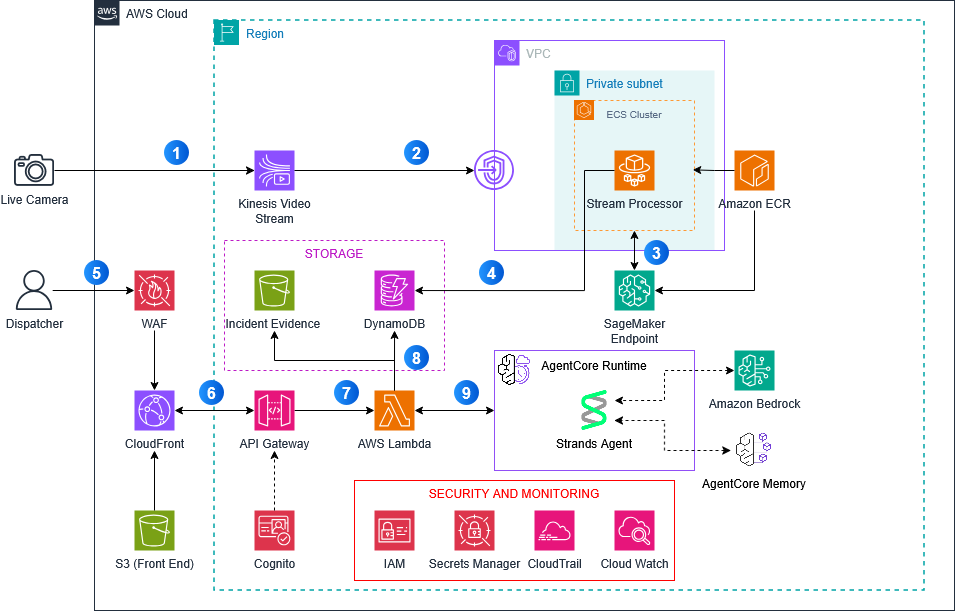 aws
AWS Cloud
Region
VPC
Private subnet
ECS Cluster
1
2
Live Camera
Kinesis Video
Stream
Stream Processor
Amazon ECR
STORAGE
3
4
5
Dispatcher
WAF
Incident Evidence
DynamoDB
SageMaker
Endpoint
8
AgentCore Runtime
6
7
9
Amazon Bedrock
CloudFront
API Gateway
AWS Lambda
Strands Agent
AgentCore Memory
SECURITY AND MONITORING
S3 (Front End)
Cognito
IAM
Secrets Manager
CloudTrail
Cloud Watch